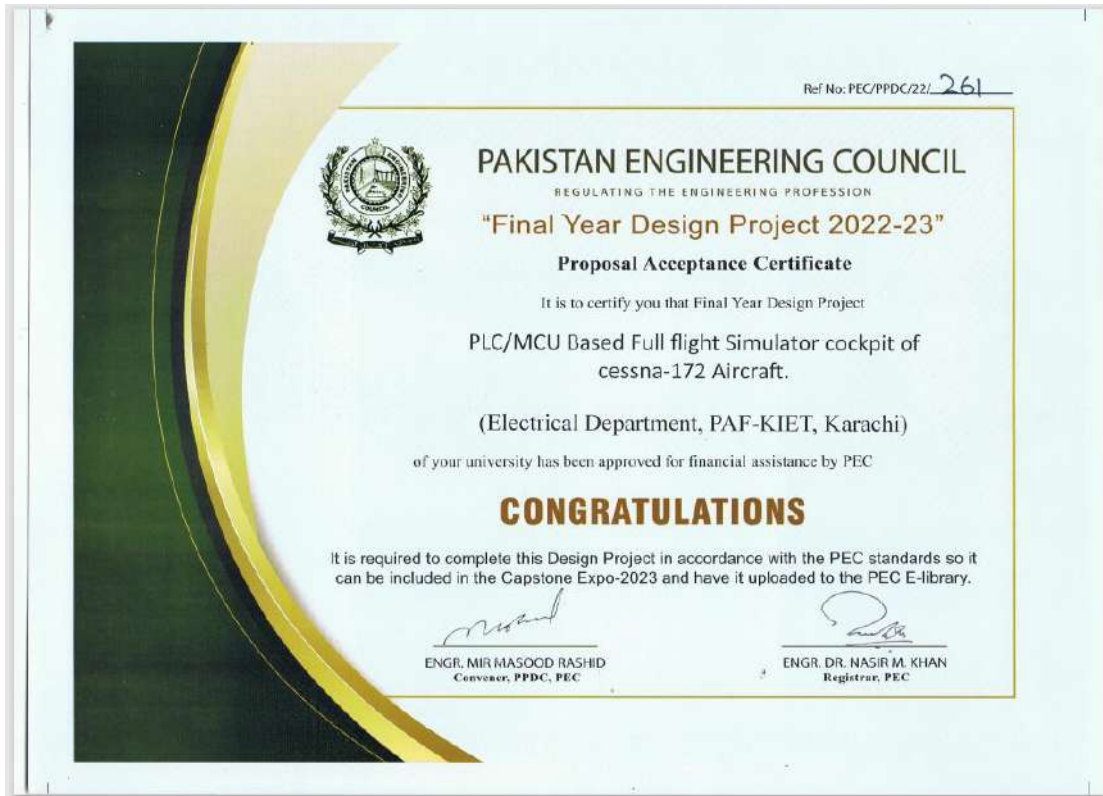 Ref No: PEC/PPDC/22/ 261
PAKISTAN ENGINEERING COUNCIL
REGULATING THE ENGINEERING PROFESSION
“Final Year Design Project 2022-23”
Proposal Acceptance Certificate
It is to certify you that Final Year Design Project
PLC/MCU Based Full flight Simulator cockpit of
cessna-172 Aircraft.
(Electrical Department, PAF-KIET, Karachi)
of your university has been approved for financial assistance by PEC
CONGRATULATIONS
It is required to complete this Design Project in accordance with the PEC standards so it
can be included in the Capstone Expo-2023 and have it uploaded to the PEC E-library.
ENGR. MIR MASOOD RASHID
Convener, PPDC, PEC
ENGR. DR. NASIR M. KHAN
Registrar, PEC
PAKISTAN ENGINEERING
COUNCIL